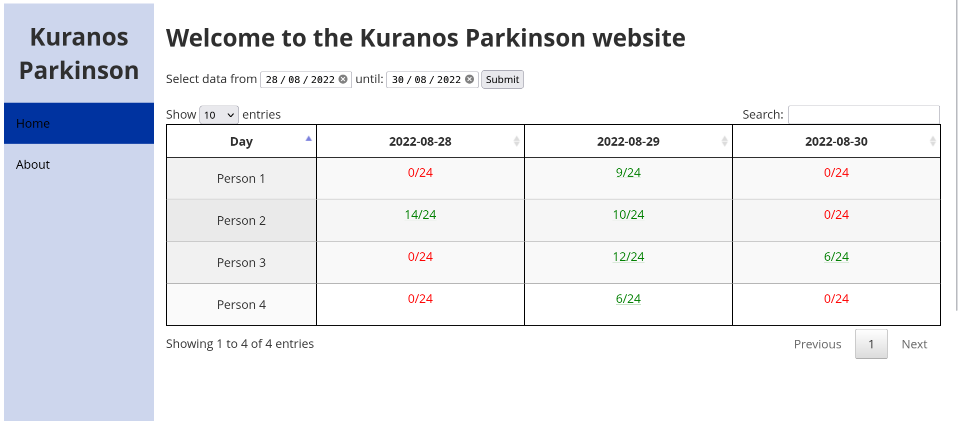 Kuranos
Parkinson
Home
About
Welcome to the Kuranos Parkinson website
Select data from 28/08/2022 until: 30/08/2022 Submit
Show 10 entries Search:
Day 2022-08-28 2022-08-29 2022-08-30
Person 1 0/24 9/24 0/24
Person 2 14/24 10/24 0/24
Person 3 0/24 12/24 6/24
Person 4 0/24 6/24 0/24
Showing 1 to 4 of 4 entries Previous 1 Next